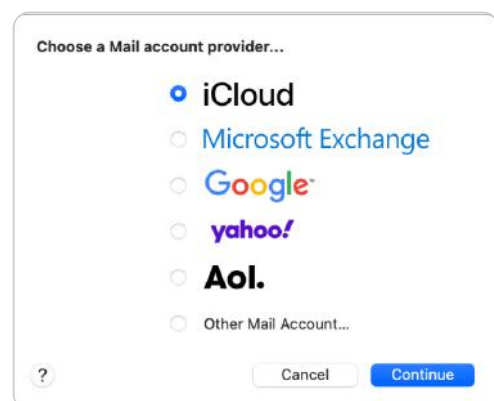 Choose a Mail account provider...
iCloud
Microsoft Exchange
Google
yahoo!
Aol.
Other Mail Account...
? Cancel Continue